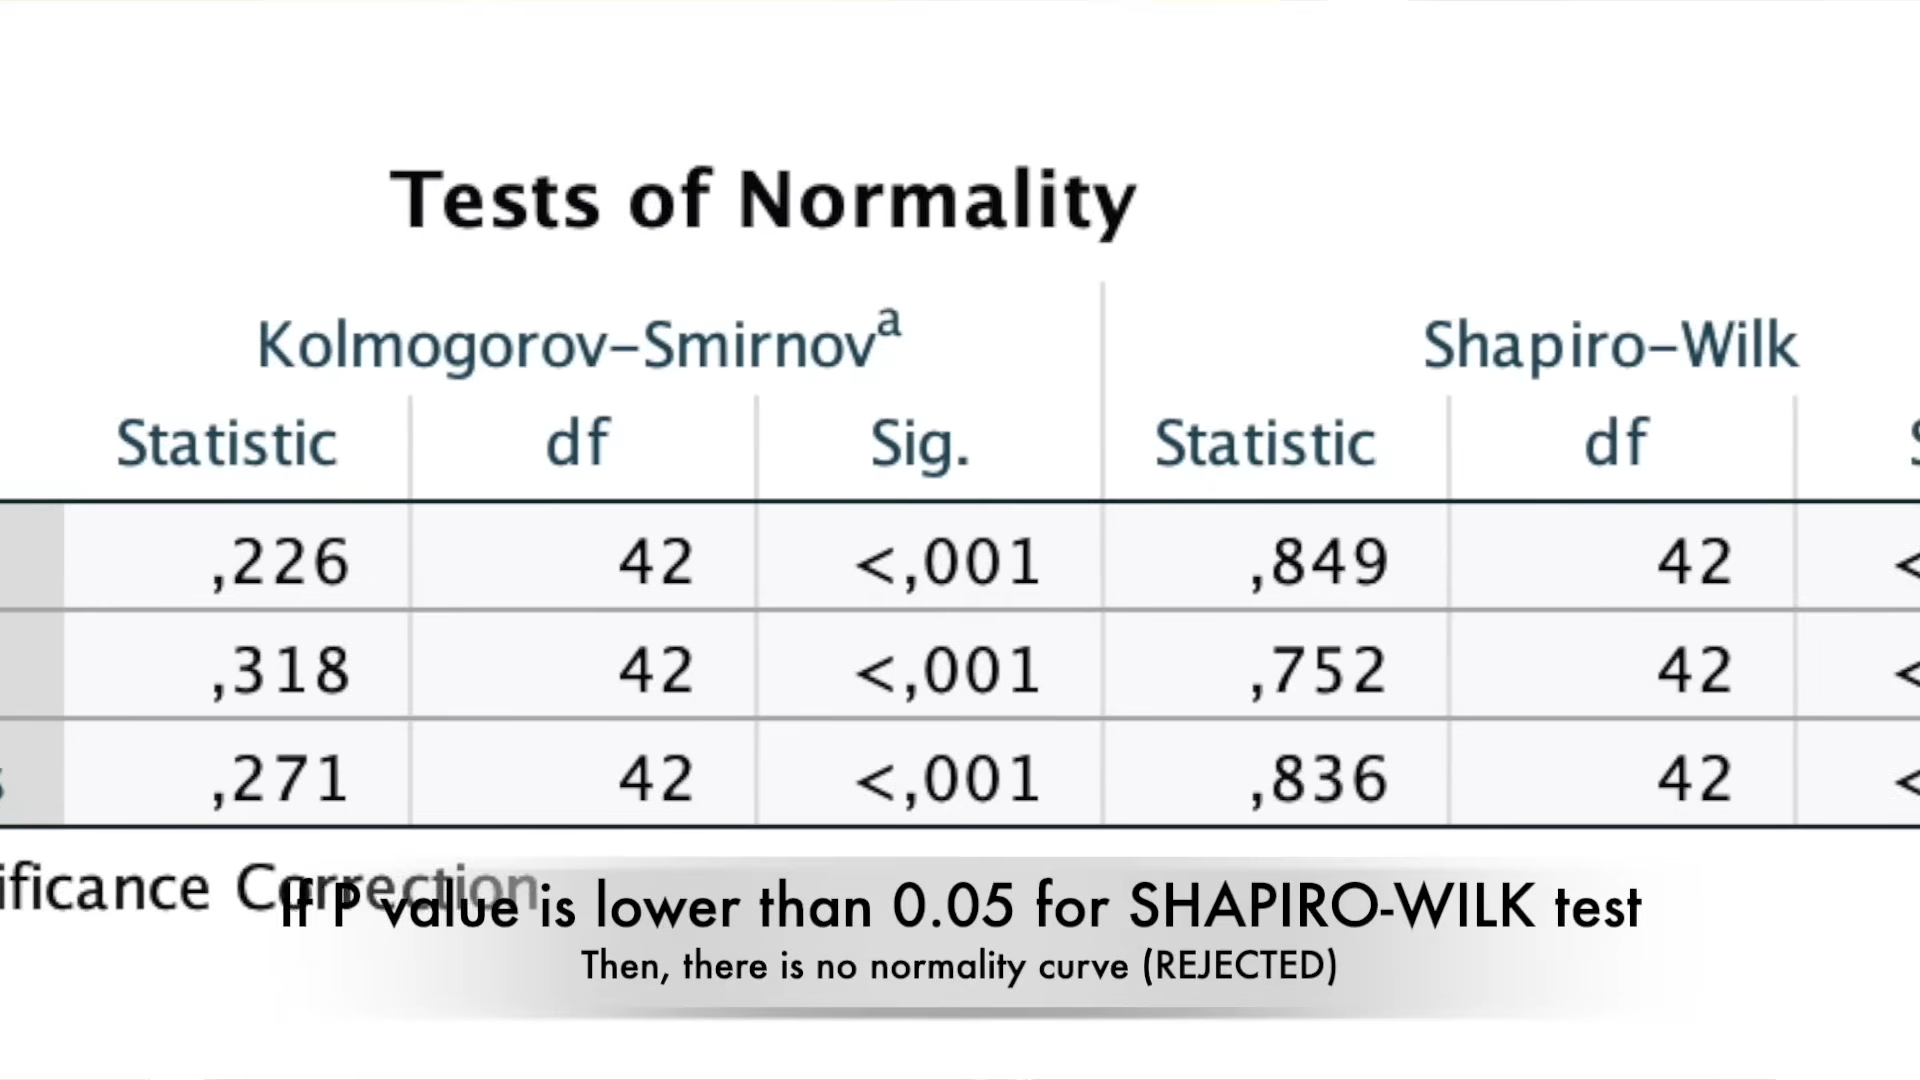 Tests of Normality
Kolmogorov–Smirnovᵃ Shapiro–Wilk
Statistic df Sig. Statistic df
,226 42 <,001 ,849 42 <
,318 42 <,001 ,752 42 <
,271 42 <,001 ,836 42 <
ificance Correction
If P value is lower than 0.05 for SHAPIRO-WILK test
Then, there is no normality curve (REJECTED)